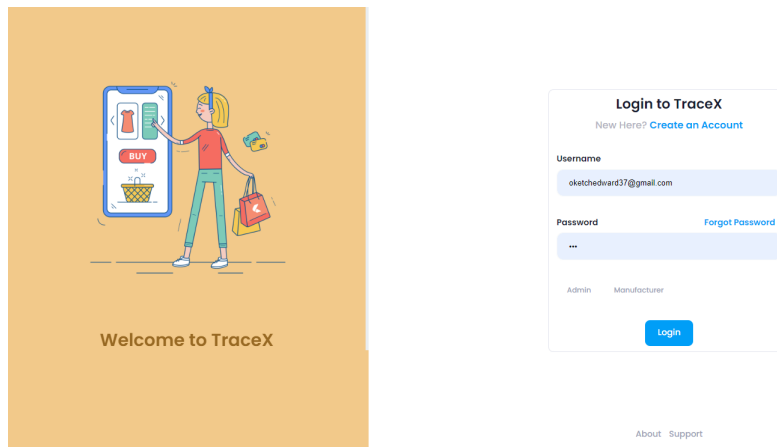 BUY
Welcome to TraceX
Login to TraceX
New Here? Create an Account
Username
oketchedward37@gmail.com
Password Forgot Password
•••
Admin Manufacturer
Login
About Support